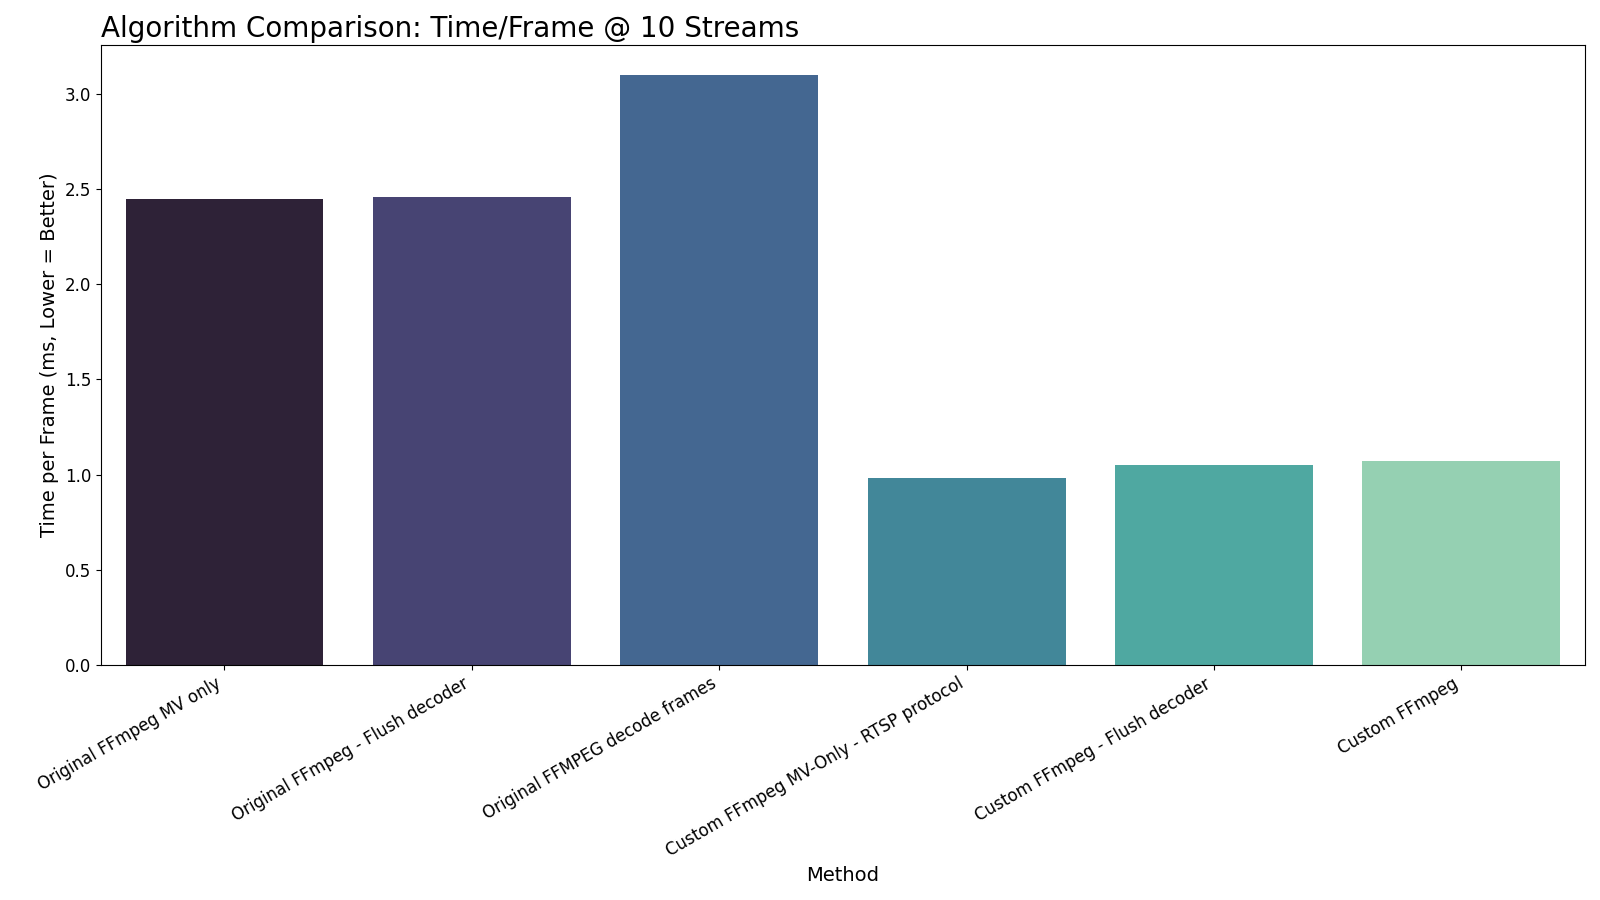 Algorithm Comparison: Time/Frame @ 10 Streams
Time per Frame (ms, Lower = Better)
3.0
2.5
2.0
1.5
1.0
0.5
0.0
Original FFmpeg MV only
Original FFmpeg - Flush decoder
Original FFMPEG decode frames
Custom FFmpeg MV-Only - RTSP protocol
Custom FFmpeg - Flush decoder
Custom FFmpeg
Method